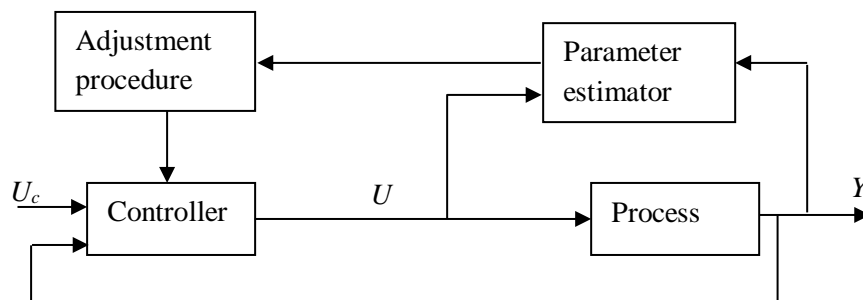 Adjustment
procedure
Parameter
estimator
U_c
Controller
U
Process
Y